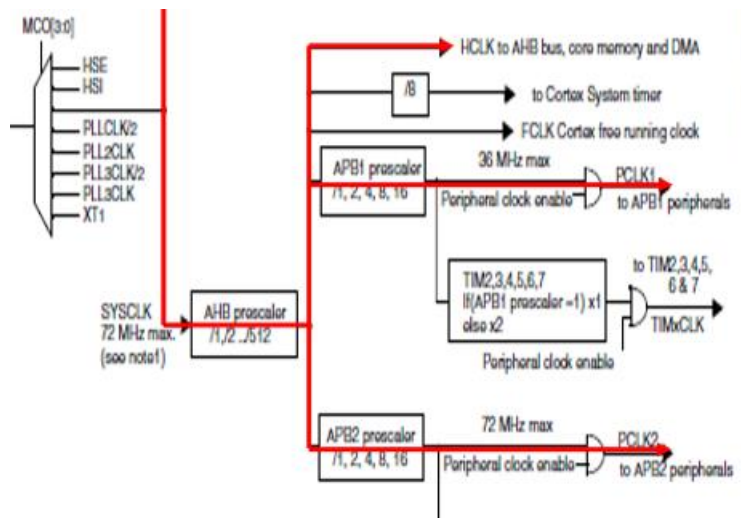 MCO[3:0]
HSE
HSI
PLLCLK/2
PLL2CLK
PLL3CLK/2
PLL3CLK
XT1
HCLK to AHB bus, core memory and DMA
/8
to Cortex System timer
FCLK Cortex free running clock
APB1 prescaler
/1, 2, 4, 8, 16
36 MHz max
PCLK1
to APB1 peripherals
Peripheral clock enable
TIM2,3,4,5,6,7
If(APB1 prescaler =1) x1
else x2
to TIM2,3,4,5,
6 & 7
TIMxCLK
Peripheral clock enable
SYSCLK
72 MHz max.
(see note1)
AHB prescaler
/1,/2 ../512
APB2 prescaler
/1, 2, 4, 8, 16
72 MHz max
PCLK2
to APB2 peripherals
Peripheral clock enable